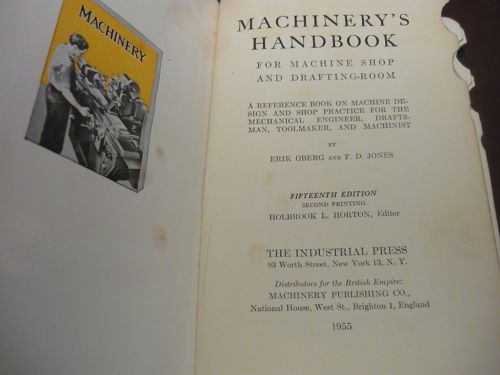 MACHINERY
MACHINERY'S
HANDBOOK
FOR MACHINE SHOP
AND DRAFTING-ROOM
A REFERENCE BOOK ON MACHINE DE-
SIGN AND SHOP PRACTICE FOR THE
MECHANICAL ENGINEER, DRAFTS-
MAN, TOOLMAKER, AND MACHINIST
BY
ERIK OBERG AND F. D. JONES
FIFTEENTH EDITION
SECOND PRINTING
HOLBROOK L. HORTON, Editor
THE INDUSTRIAL PRESS
93 Worth Street, New York 13, N. Y.
Distributors for the British Empire:
MACHINERY PUBLISHING CO.,
National House, West St., Brighton 1, England
1955